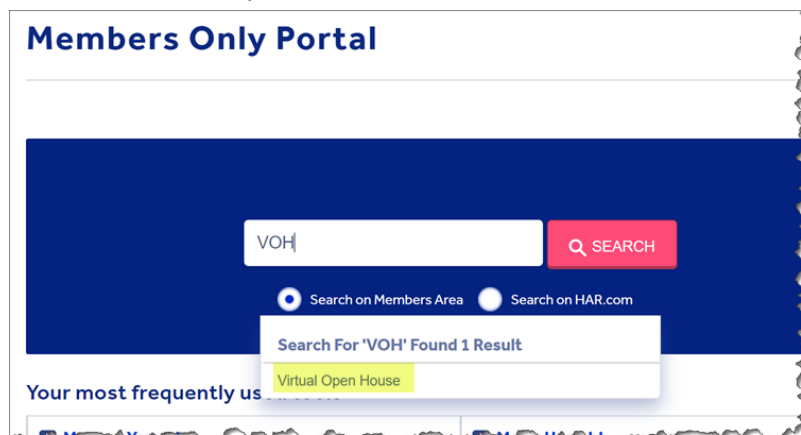 Members Only Portal
VOH
SEARCH
Search on Members Area
Search on HAR.com
Search For 'VOH' Found 1 Result
Virtual Open House
Your most frequently